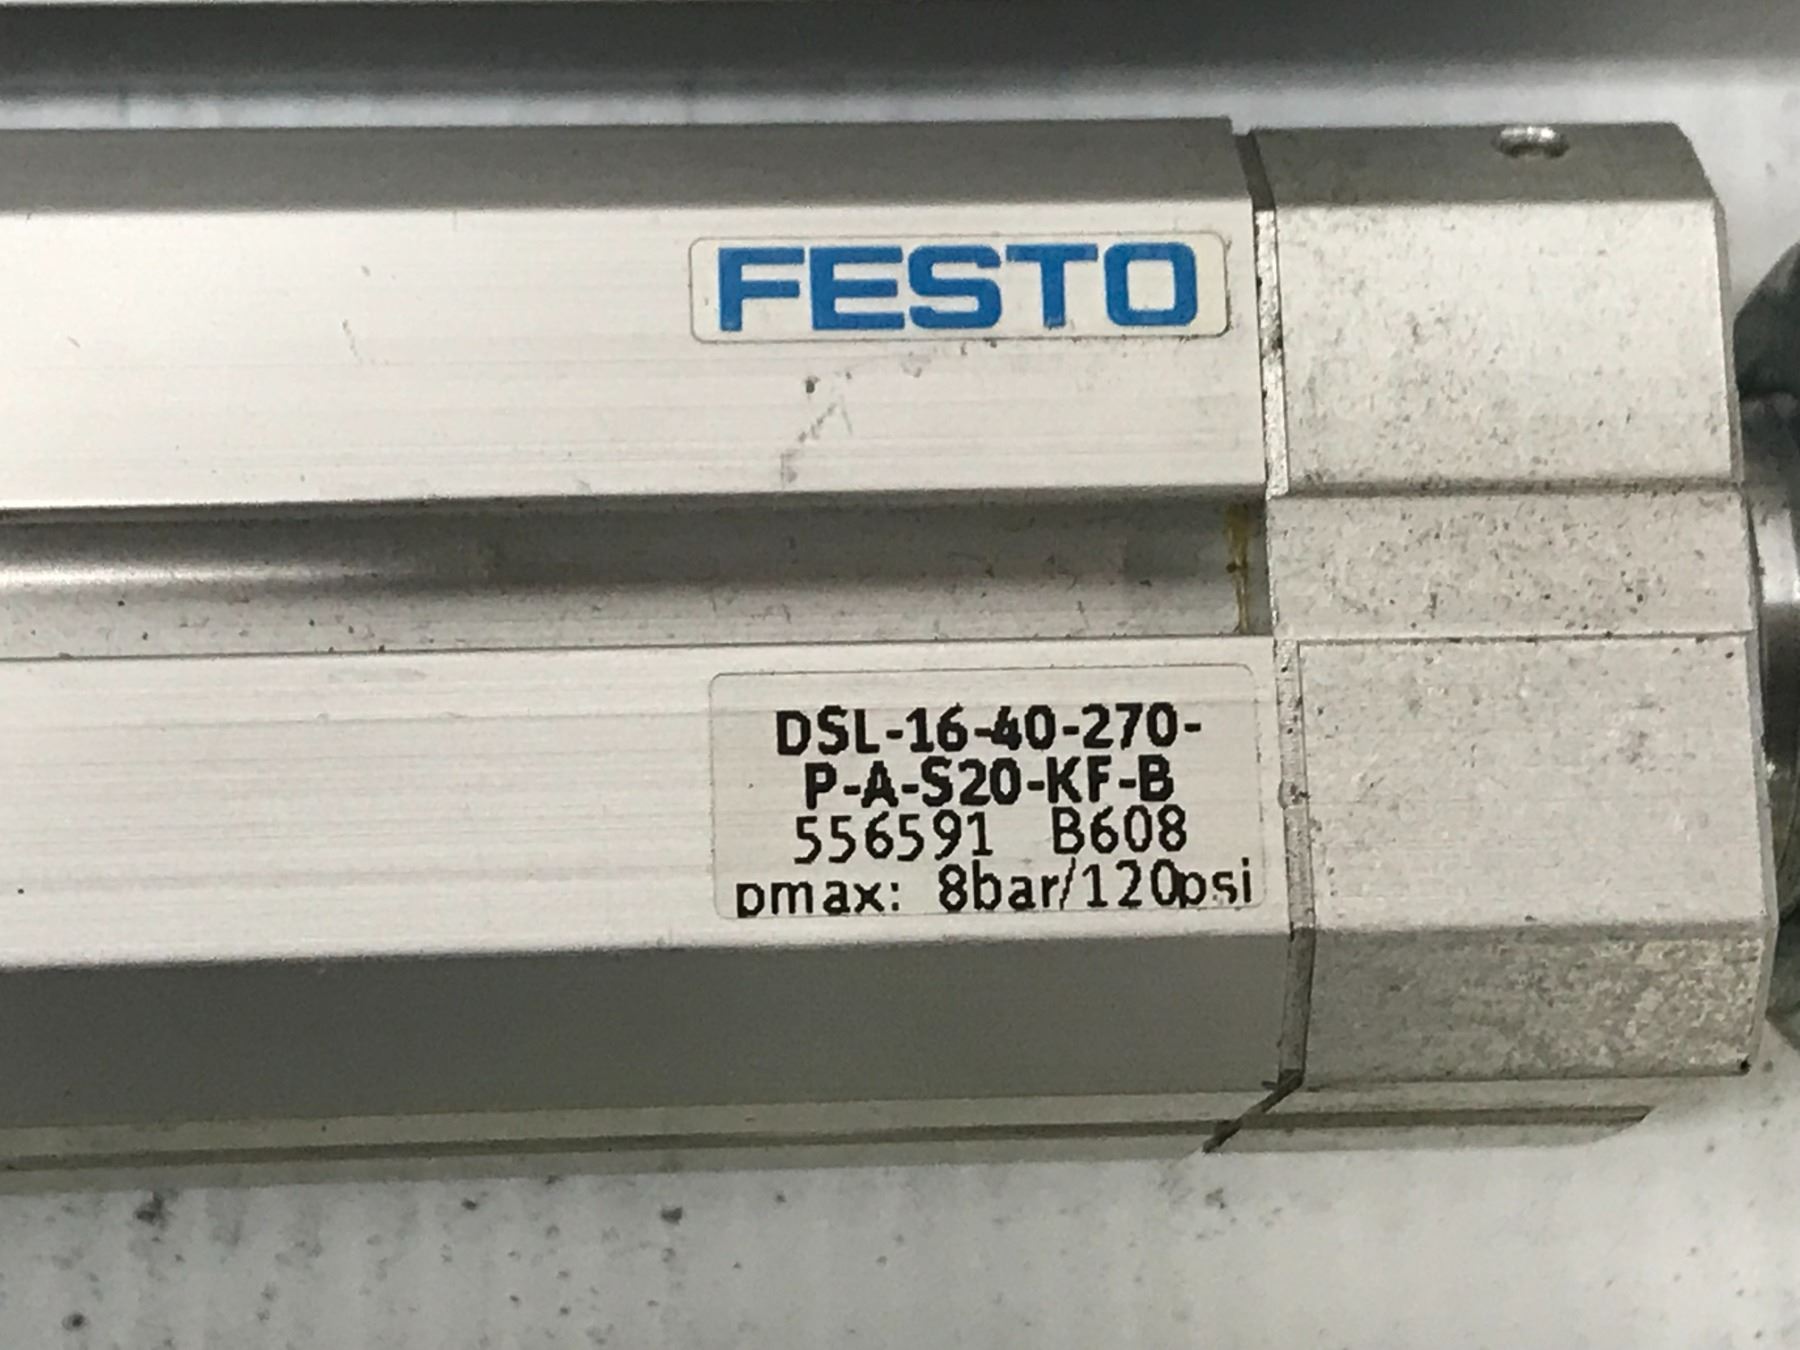 FESTO
DSL-16-40-270-
P-A-S20-KF-B
556591 B608
pmax: 8bar/120psi